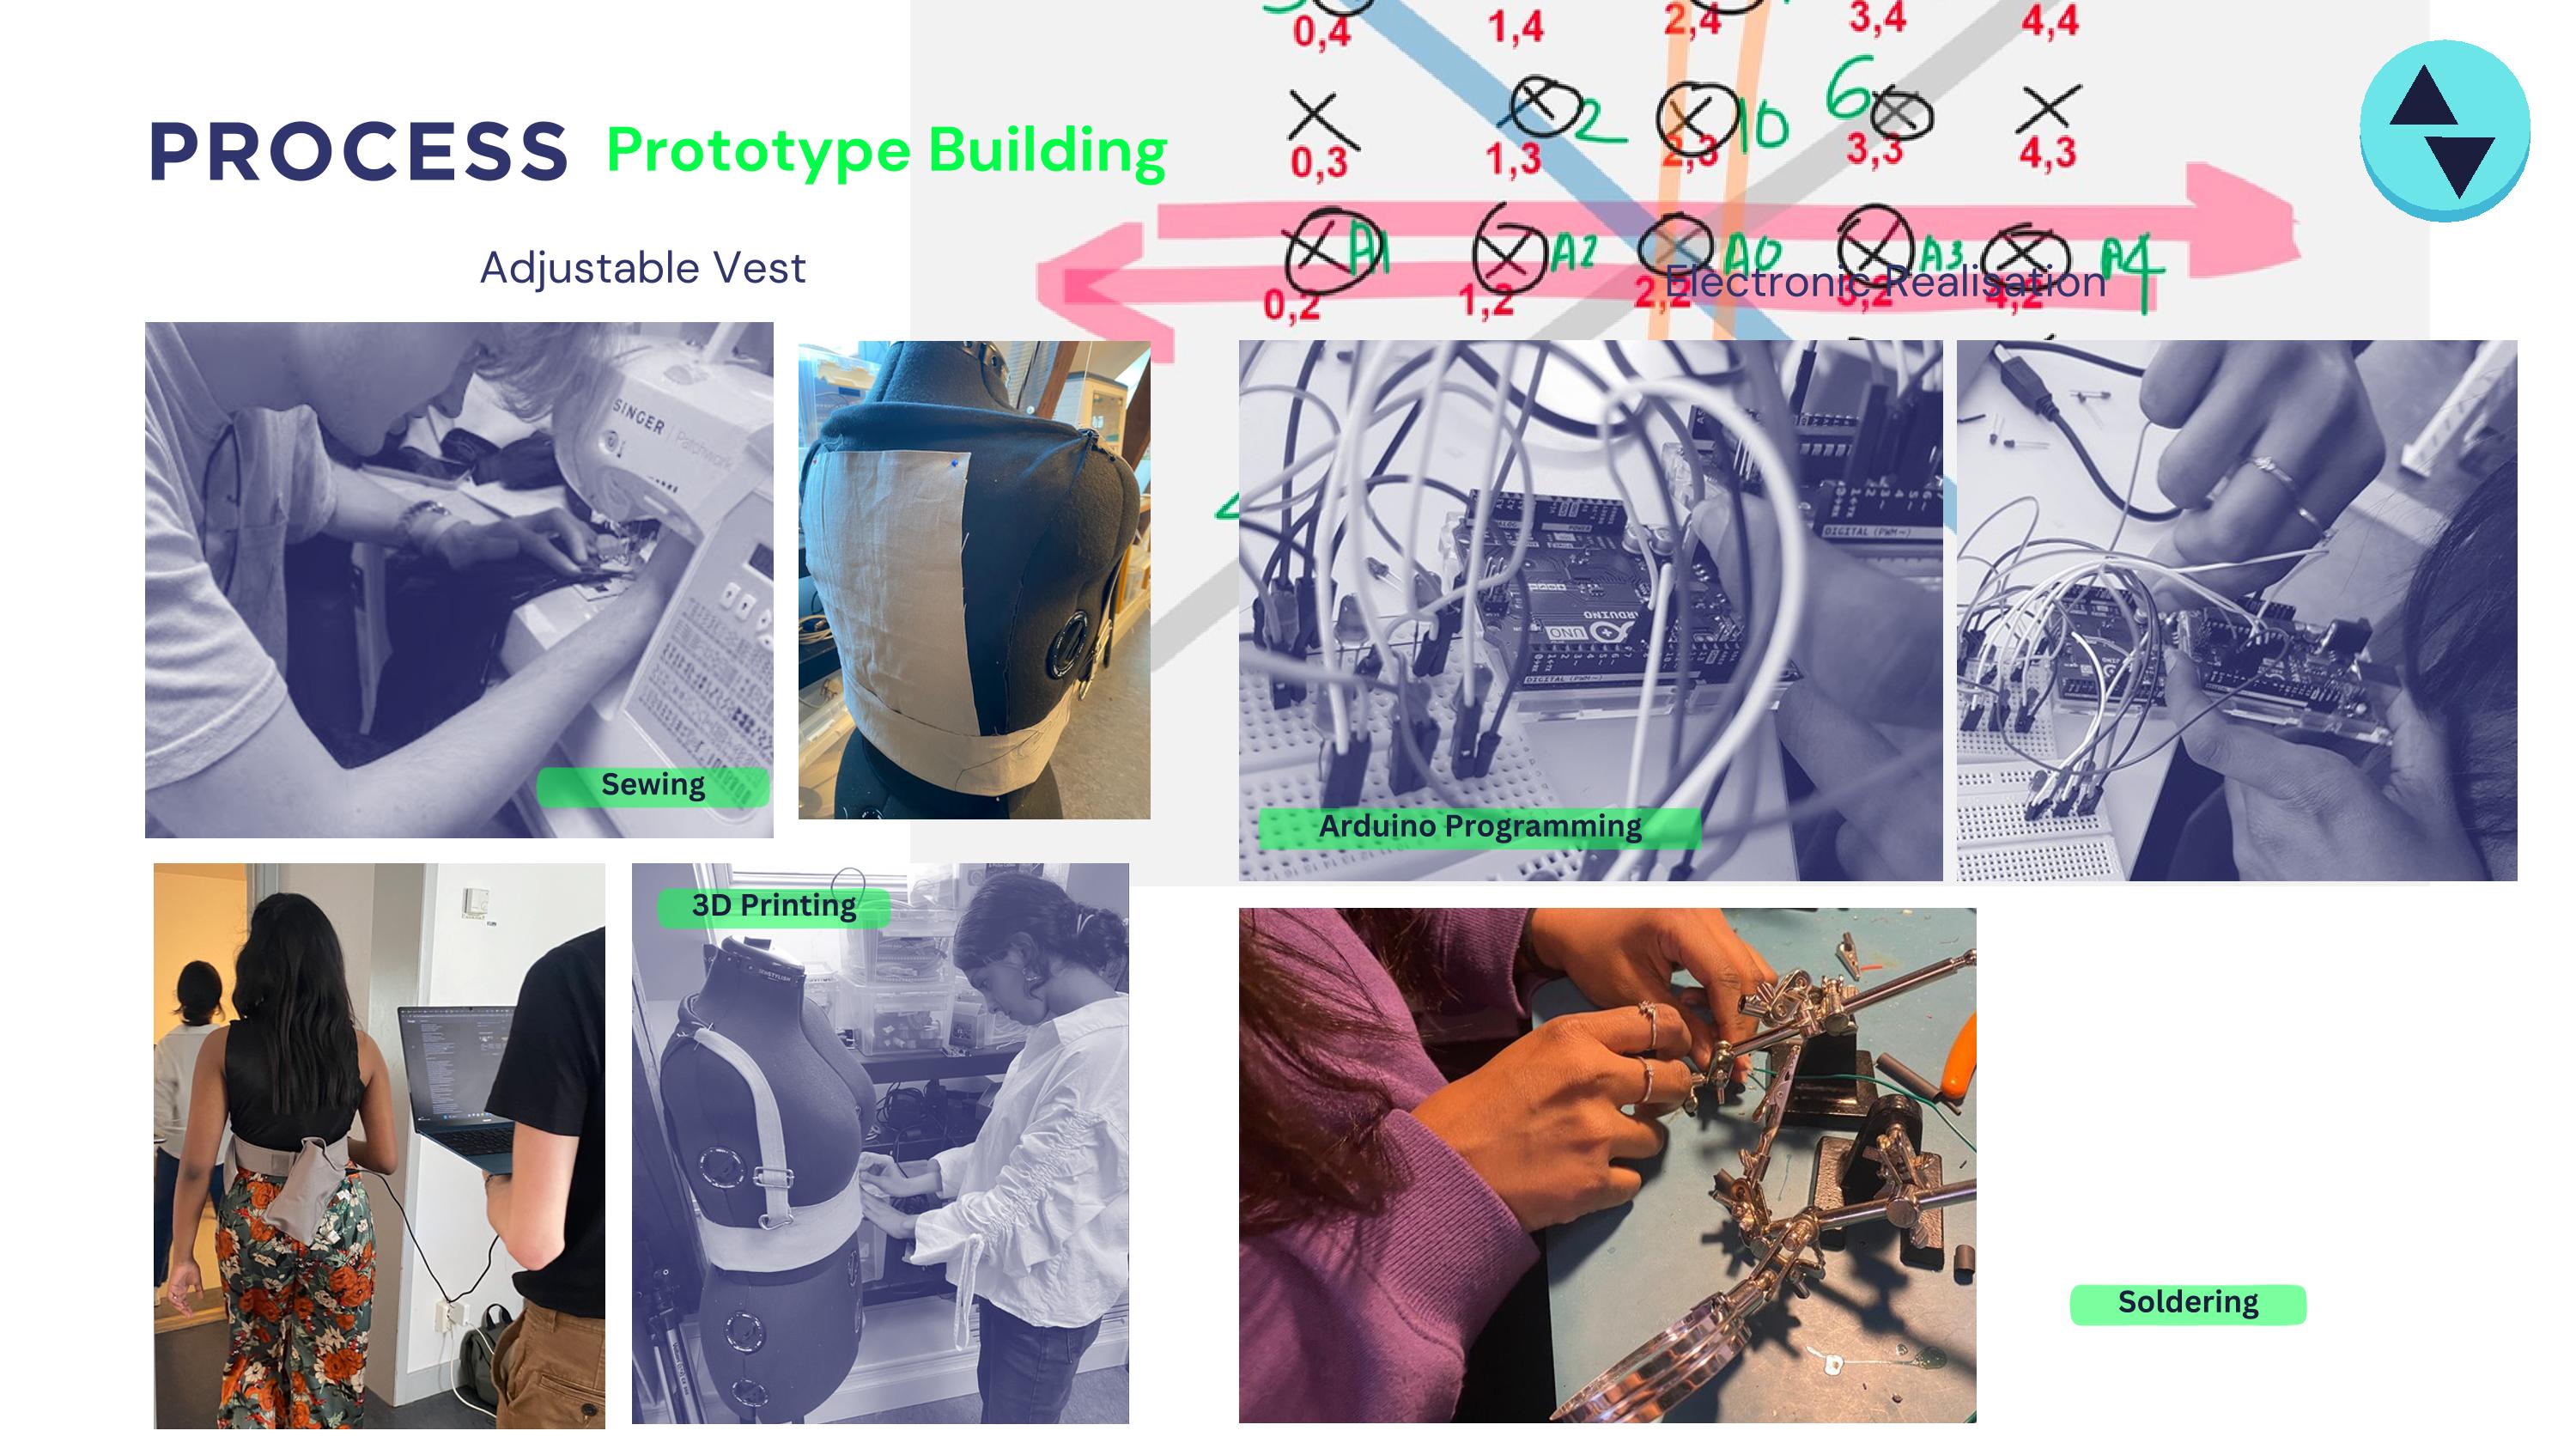 0,4 1,4 2,4 3,4 4,4
2 10 6
PROCESS Prototype Building
0,3 1,3 2,3 3,3 4,3
A1 A2 A0 A3 A4
Adjustable Vest
Electronic Realisation
0,2 1,2 2,2 3,2 4,2
SINGER Patchwork
DIGITAL (PWM~)
ARDUINO
UNO
DIGITAL (PWM~)
Sewing
Arduino Programming
3D Printing
Soldering